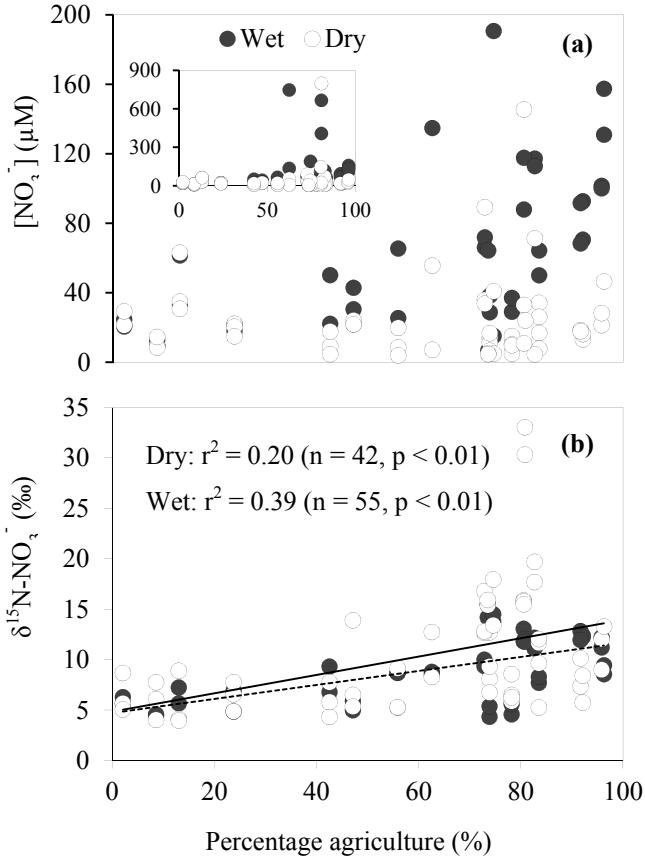 Wet Dry
(a)
200
160
120
80
40
0
[NO₃⁻] (µM)
900
600
300
0
0 50 100
35
30
25
20
15
10
5
0
δ¹⁵N-NO₃⁻ (‰)
(b)
Dry: r² = 0.20 (n = 42, p < 0.01)
Wet: r² = 0.39 (n = 55, p < 0.01)
0 20 40 60 80 100
Percentage agriculture (%)